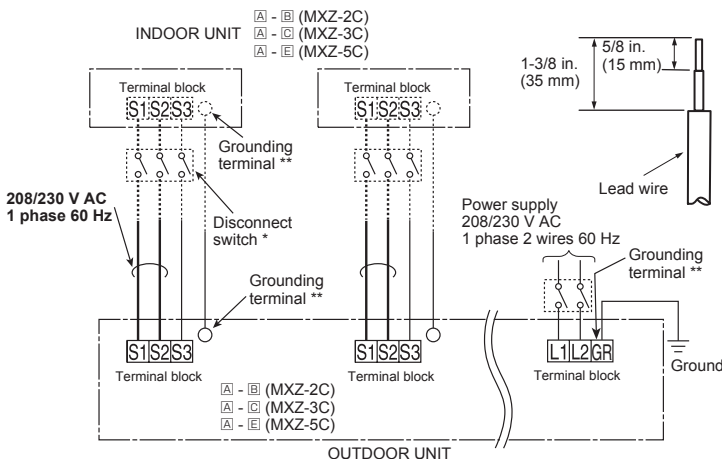 INDOOR UNIT
🄰 - 🄱 (MXZ-2C)
🄰 - 🄲 (MXZ-3C)
🄰 - 🄴 (MXZ-5C)
5/8 in.
(15 mm)
1-3/8 in.
(35 mm)
Lead wire
Terminal block
S1 S2 S3
Terminal block
S1 S2 S3
Grounding
terminal **
208/230 V AC
1 phase 60 Hz
Disconnect
switch *
Grounding
terminal **
Power supply
208/230 V AC
1 phase 2 wires 60 Hz
Grounding
terminal **
S1 S2 S3
Terminal block
S1 S2 S3
Terminal block
L1 L2 GR
Terminal block
Ground
🄰 - 🄱 (MXZ-2C)
🄰 - 🄲 (MXZ-3C)
🄰 - 🄴 (MXZ-5C)
OUTDOOR UNIT